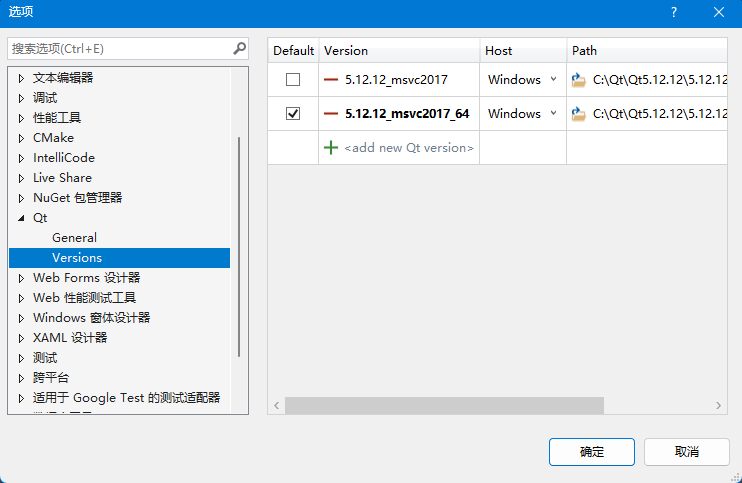 选项
搜索选项(Ctrl+E)
文本编辑器
调试
性能工具
CMake
IntelliCode
Live Share
NuGet 包管理器
Qt
General
Versions
Web Forms 设计器
Web 性能测试工具
Windows 窗体设计器
XAML 设计器
测试
跨平台
适用于 Google Test 的测试适配器
Default Version Host Path
5.12.12_msvc2017 Windows C:\Qt\Qt5.12.12\5.12.12
5.12.12_msvc2017_64 Windows C:\Qt\Qt5.12.12\5.12.12
<add new Qt version>
确定 取消